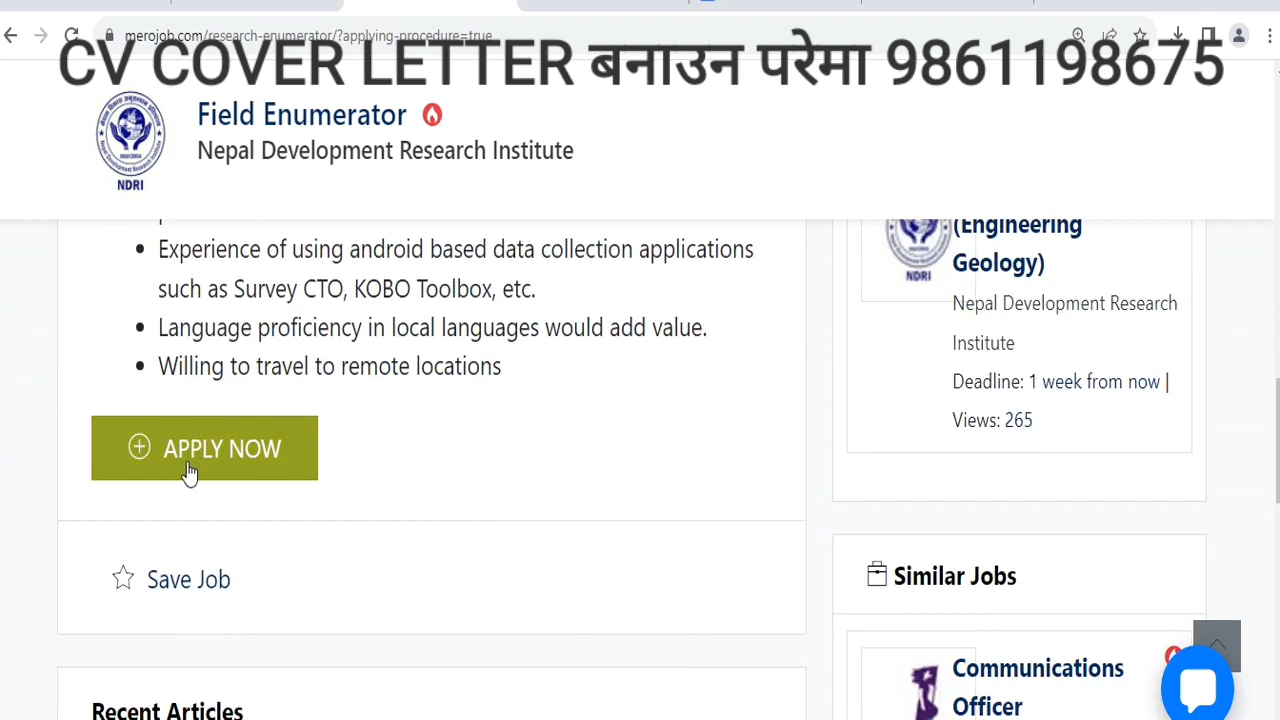 merojob.com/research-enumerator/?applying-procedure=true
CV COVER LETTER बनाउन परेमा 9861198675
Field Enumerator
Nepal Development Research Institute
NDRI
Experience of using android based data collection applications
such as Survey CTO, KOBO Toolbox, etc.
Language proficiency in local languages would add value.
Willing to travel to remote locations
APPLY NOW
Save Job
Recent Articles
(Engineering
Geology)
NDRI
Nepal Development Research
Institute
Deadline: 1 week from now |
Views: 265
Similar Jobs
Communications
Officer